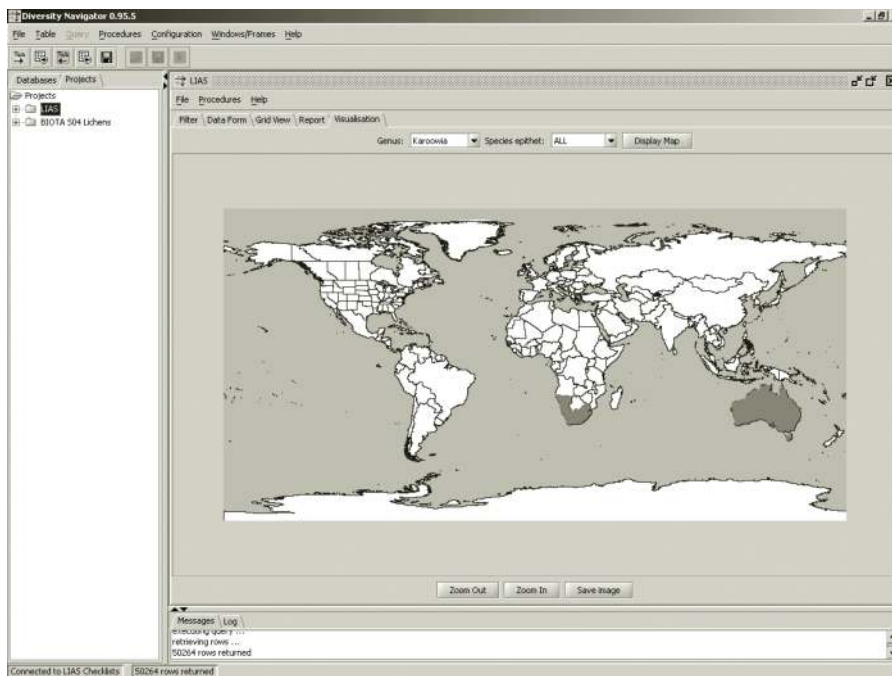 Diversity Navigator 0.95.5
File Table Query Procedures Configuration Windows/Frames Help
Databases Projects
Projects
LIAS
BIOTA S04 Lichens
LIAS
File Procedures Help
Filter Data Form Grid View Report Visualisation
Genus: Karoowia Species epithet: ALL Display Map
Zoom Out Zoom In Save Image
Messages Log
executing query ...
retrieving rows ...
50264 rows returned
Connected to LIAS Checklists 50264 rows returned